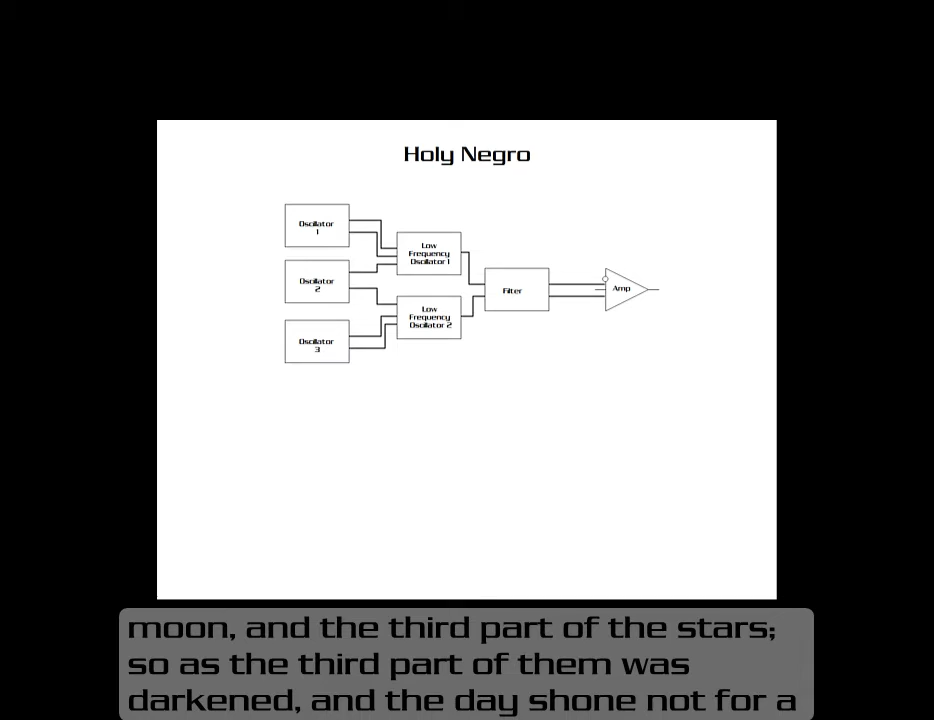 Holy Negro
Oscillator
1
Low
Frequency
Oscillator 1
Oscillator
2
Filter
Amp
Low
Frequency
Oscillator 2
Oscillator
3
moon, and the third part of the stars;
so as the third part of them was
darkened, and the day shone not for a